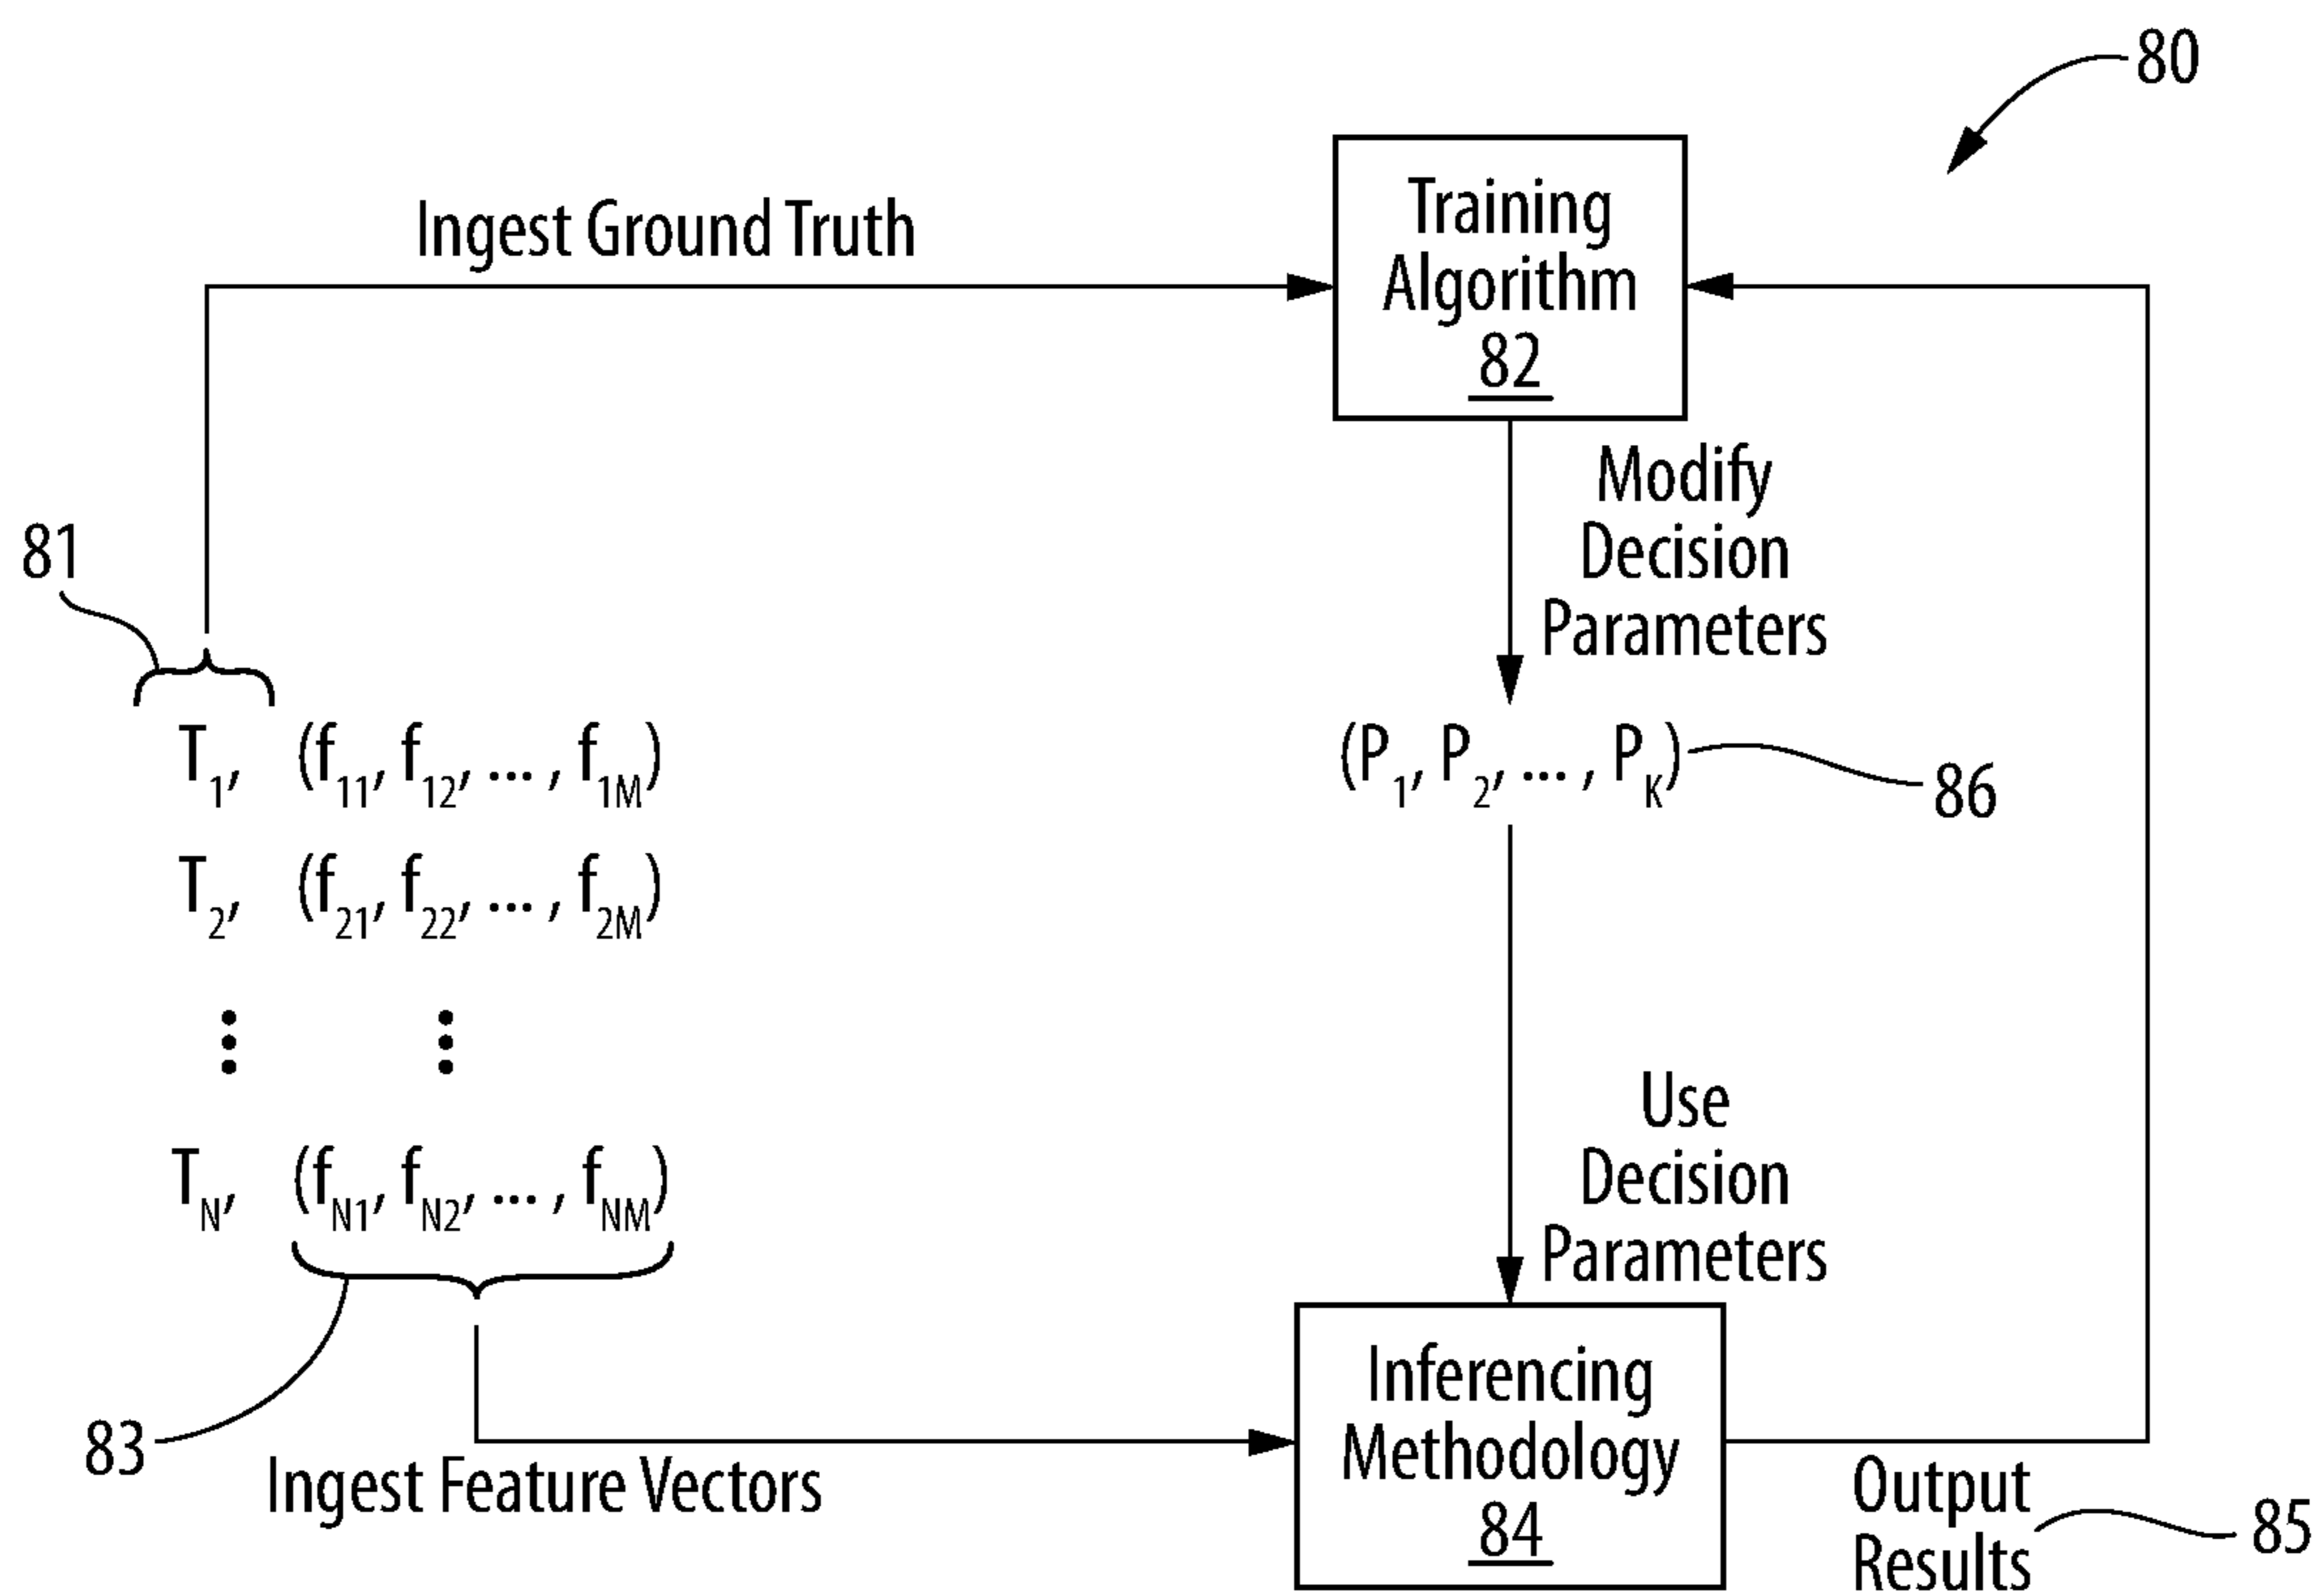 80
Ingest Ground Truth
Training
Algorithm
82
Modify
Decision
Parameters
81
T₁, (f₁₁, f₁₂, ... , f₁M)
(P₁, P₂, ... , PK)
86
T₂, (f₂₁, f₂₂, ... , f₂M)
⋮ ⋮
TN, (fN1, fN2, ... , fNM)
Use
Decision
Parameters
83
Ingest Feature Vectors
Inferencing
Methodology
84
Output
Results
85